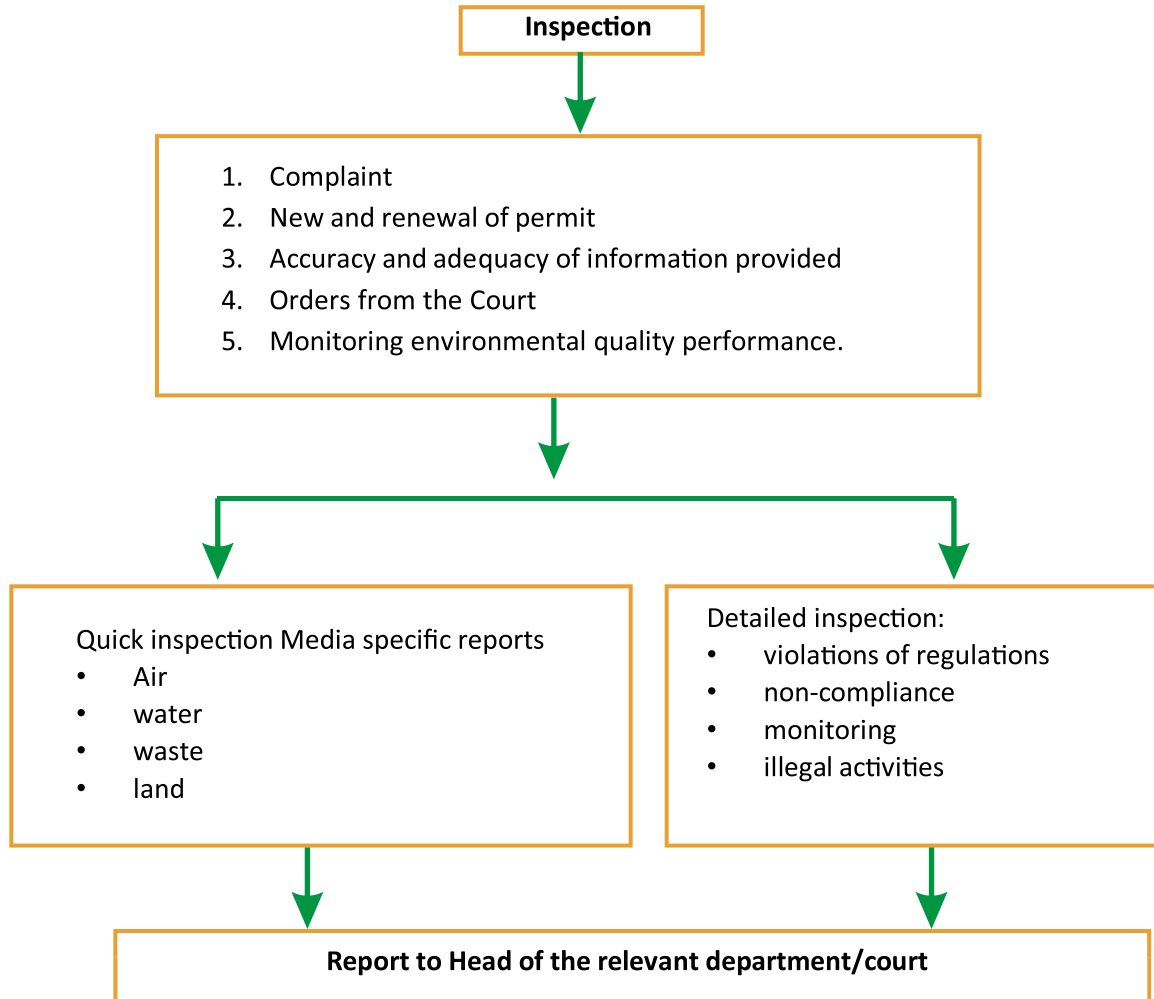 Inspection
1. Complaint
2. New and renewal of permit
3. Accuracy and adequacy of information provided
4. Orders from the Court
5. Monitoring environmental quality performance.
Quick inspection Media specific reports
• Air
• water
• waste
• land
Detailed inspection:
• violations of regulations
• non-compliance
• monitoring
• illegal activities
Report to Head of the relevant department/court